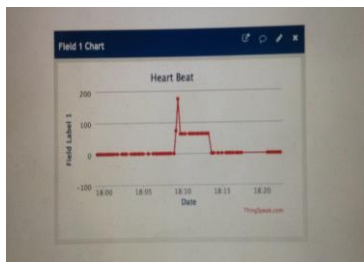 Field 1 Chart
Heart Beat
200
100
0
-100
Field Label 1
18:00 18:05 18:10 18:15 18:20
Date
ThingSpeak.com